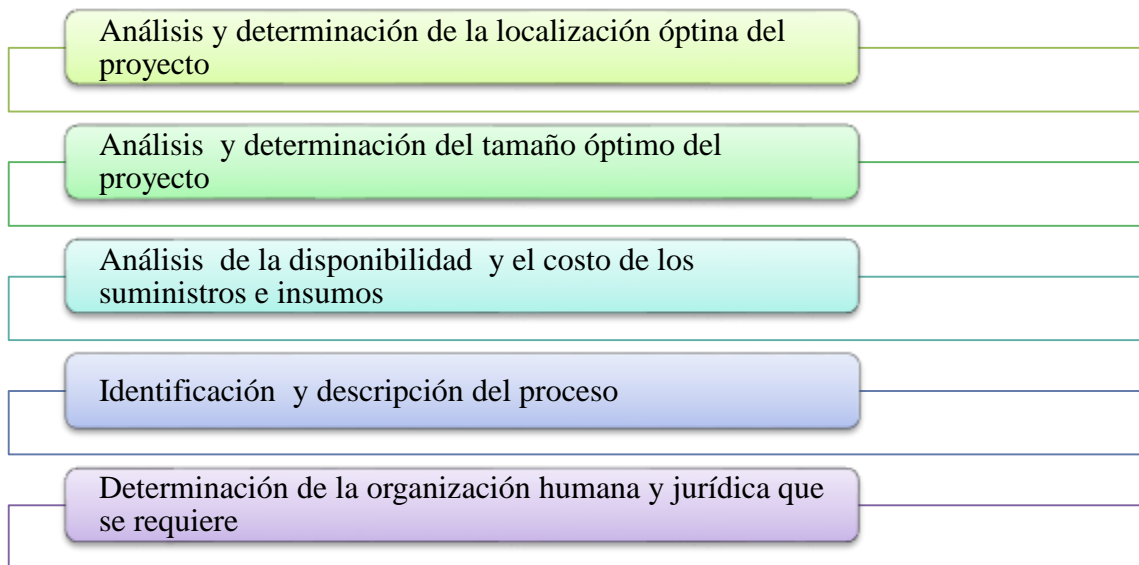 Análisis y determinación de la localización óptina del
proyecto
Análisis y determinación del tamaño óptimo del
proyecto
Análisis de la disponibilidad y el costo de los
suministros e insumos
Identificación y descripción del proceso
Determinación de la organización humana y jurídica que
se requiere